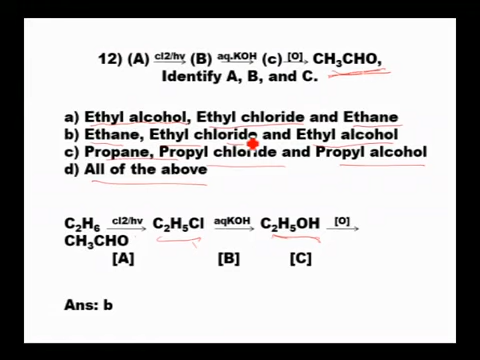 12) (A) cl2/hv→ (B) aq.KOH→ (c) [O]→ CH₃CHO,
Identify A, B, and C.
a) Ethyl alcohol, Ethyl chloride and Ethane
b) Ethane, Ethyl chloride and Ethyl alcohol
c) Propane, Propyl chloride and Propyl alcohol
d) All of the above
C₂H₆ cl2/hv→ C₂H₅Cl aqKOH→ C₂H₅OH [O]→
CH₃CHO
[A] [B] [C]
Ans: b